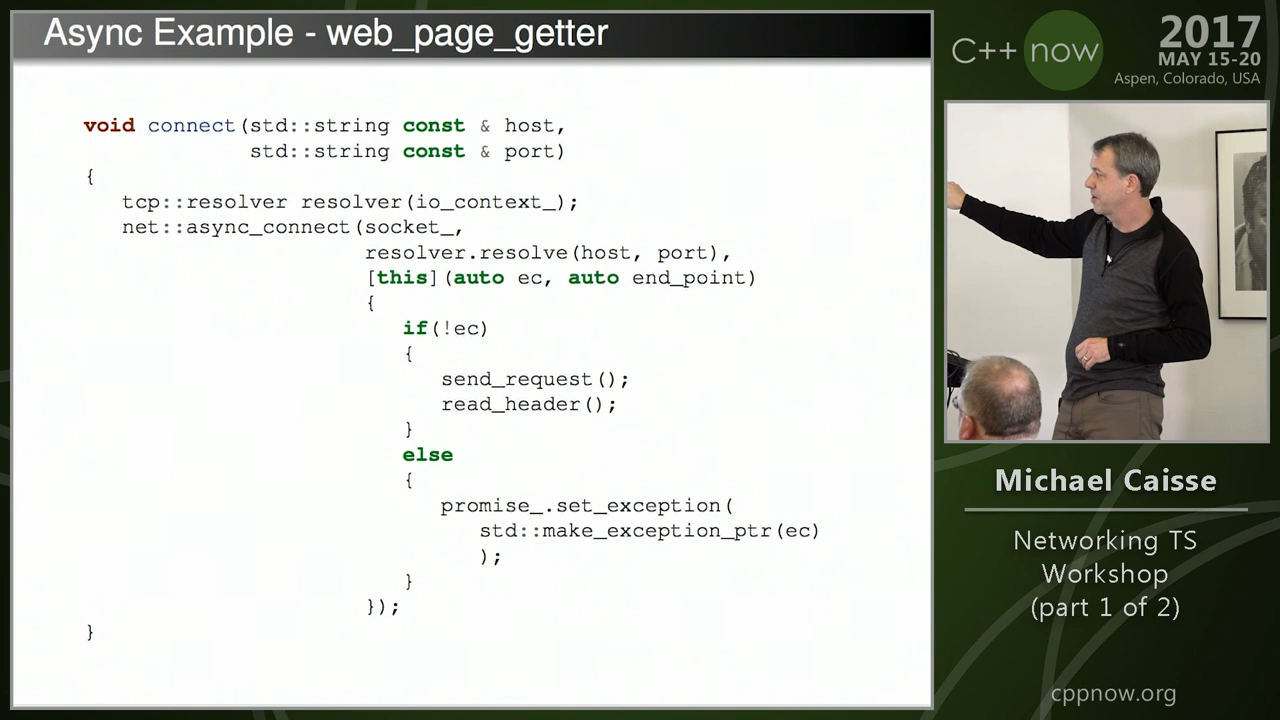 Async Example - web_page_getter
void connect(std::string const & host,
std::string const & port)
{
tcp::resolver resolver(io_context_);
net::async_connect(socket_,
resolver.resolve(host, port),
[this](auto ec, auto end_point)
{
if(!ec)
{
send_request();
read_header();
}
else
{
promise_.set_exception(
std::make_exception_ptr(ec)
);
}
});
}
C++ now
2017
MAY 15-20
Aspen, Colorado, USA
Michael Caisse
Networking TS
Workshop
(part 1 of 2)
cppnow.org